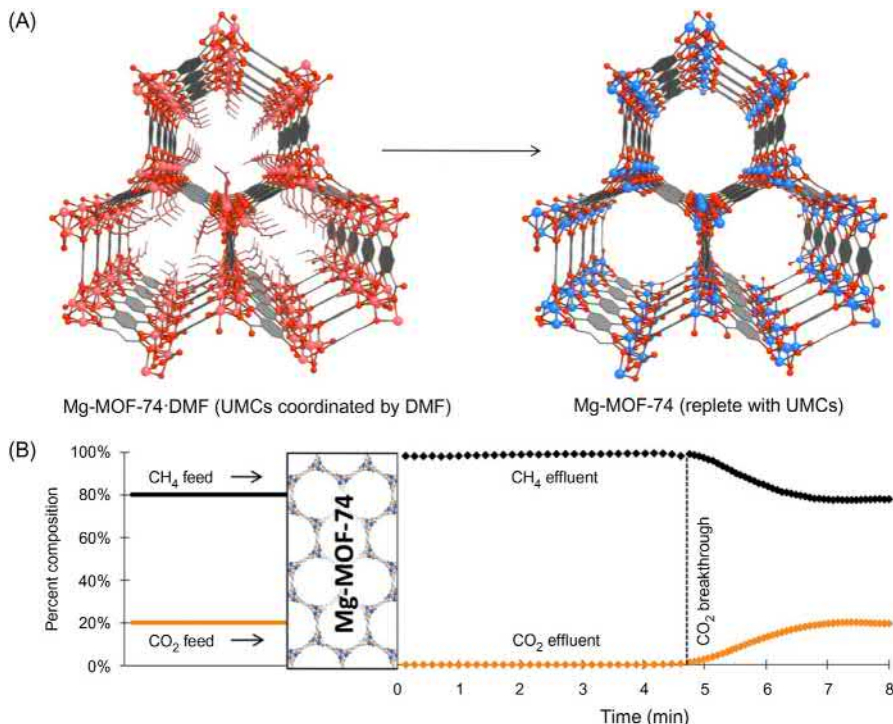 (A)
Mg-MOF-74·DMF (UMCs coordinated by DMF)
Mg-MOF-74 (replete with UMCs)
(B)
100%
80%
60%
40%
20%
0%
Percent composition
CH4 feed
CO2 feed
Mg-MOF-74
CH4 effluent
CO2 effluent
CO2 breakthrough
0 1 2 3 4 5 6 7 8
Time (min)